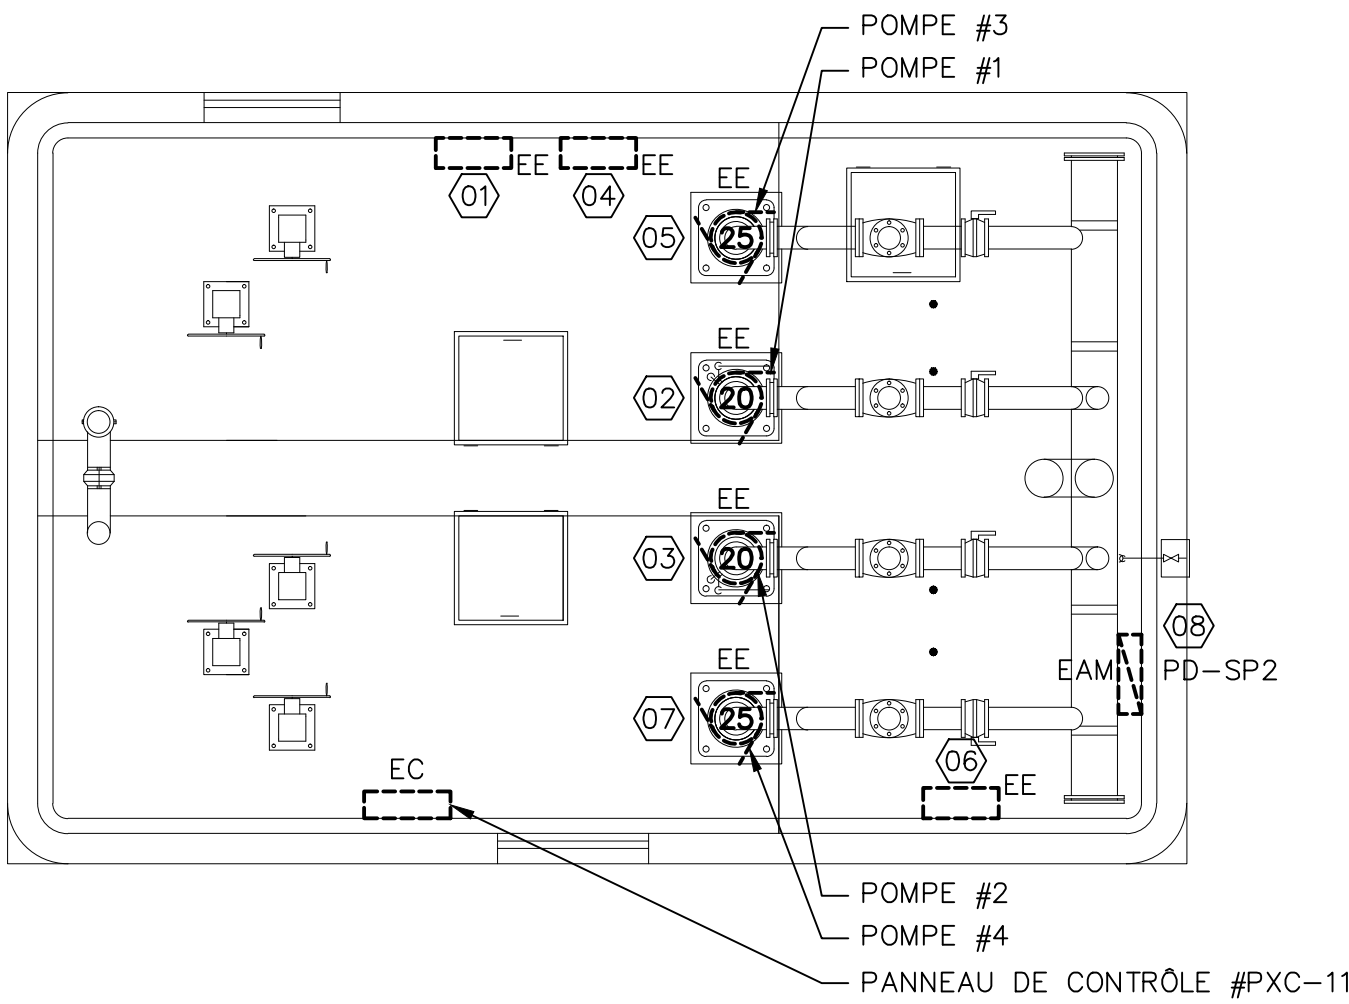 POMPE #3
POMPE #1
EE
EE
01
04
EE
05
25
EE
02
20
EE
03
20
08
EE
EAM
PD-SP2
07
25
06
EC
EE
POMPE #2
POMPE #4
PANNEAU DE CONTRÔLE #PXC-11